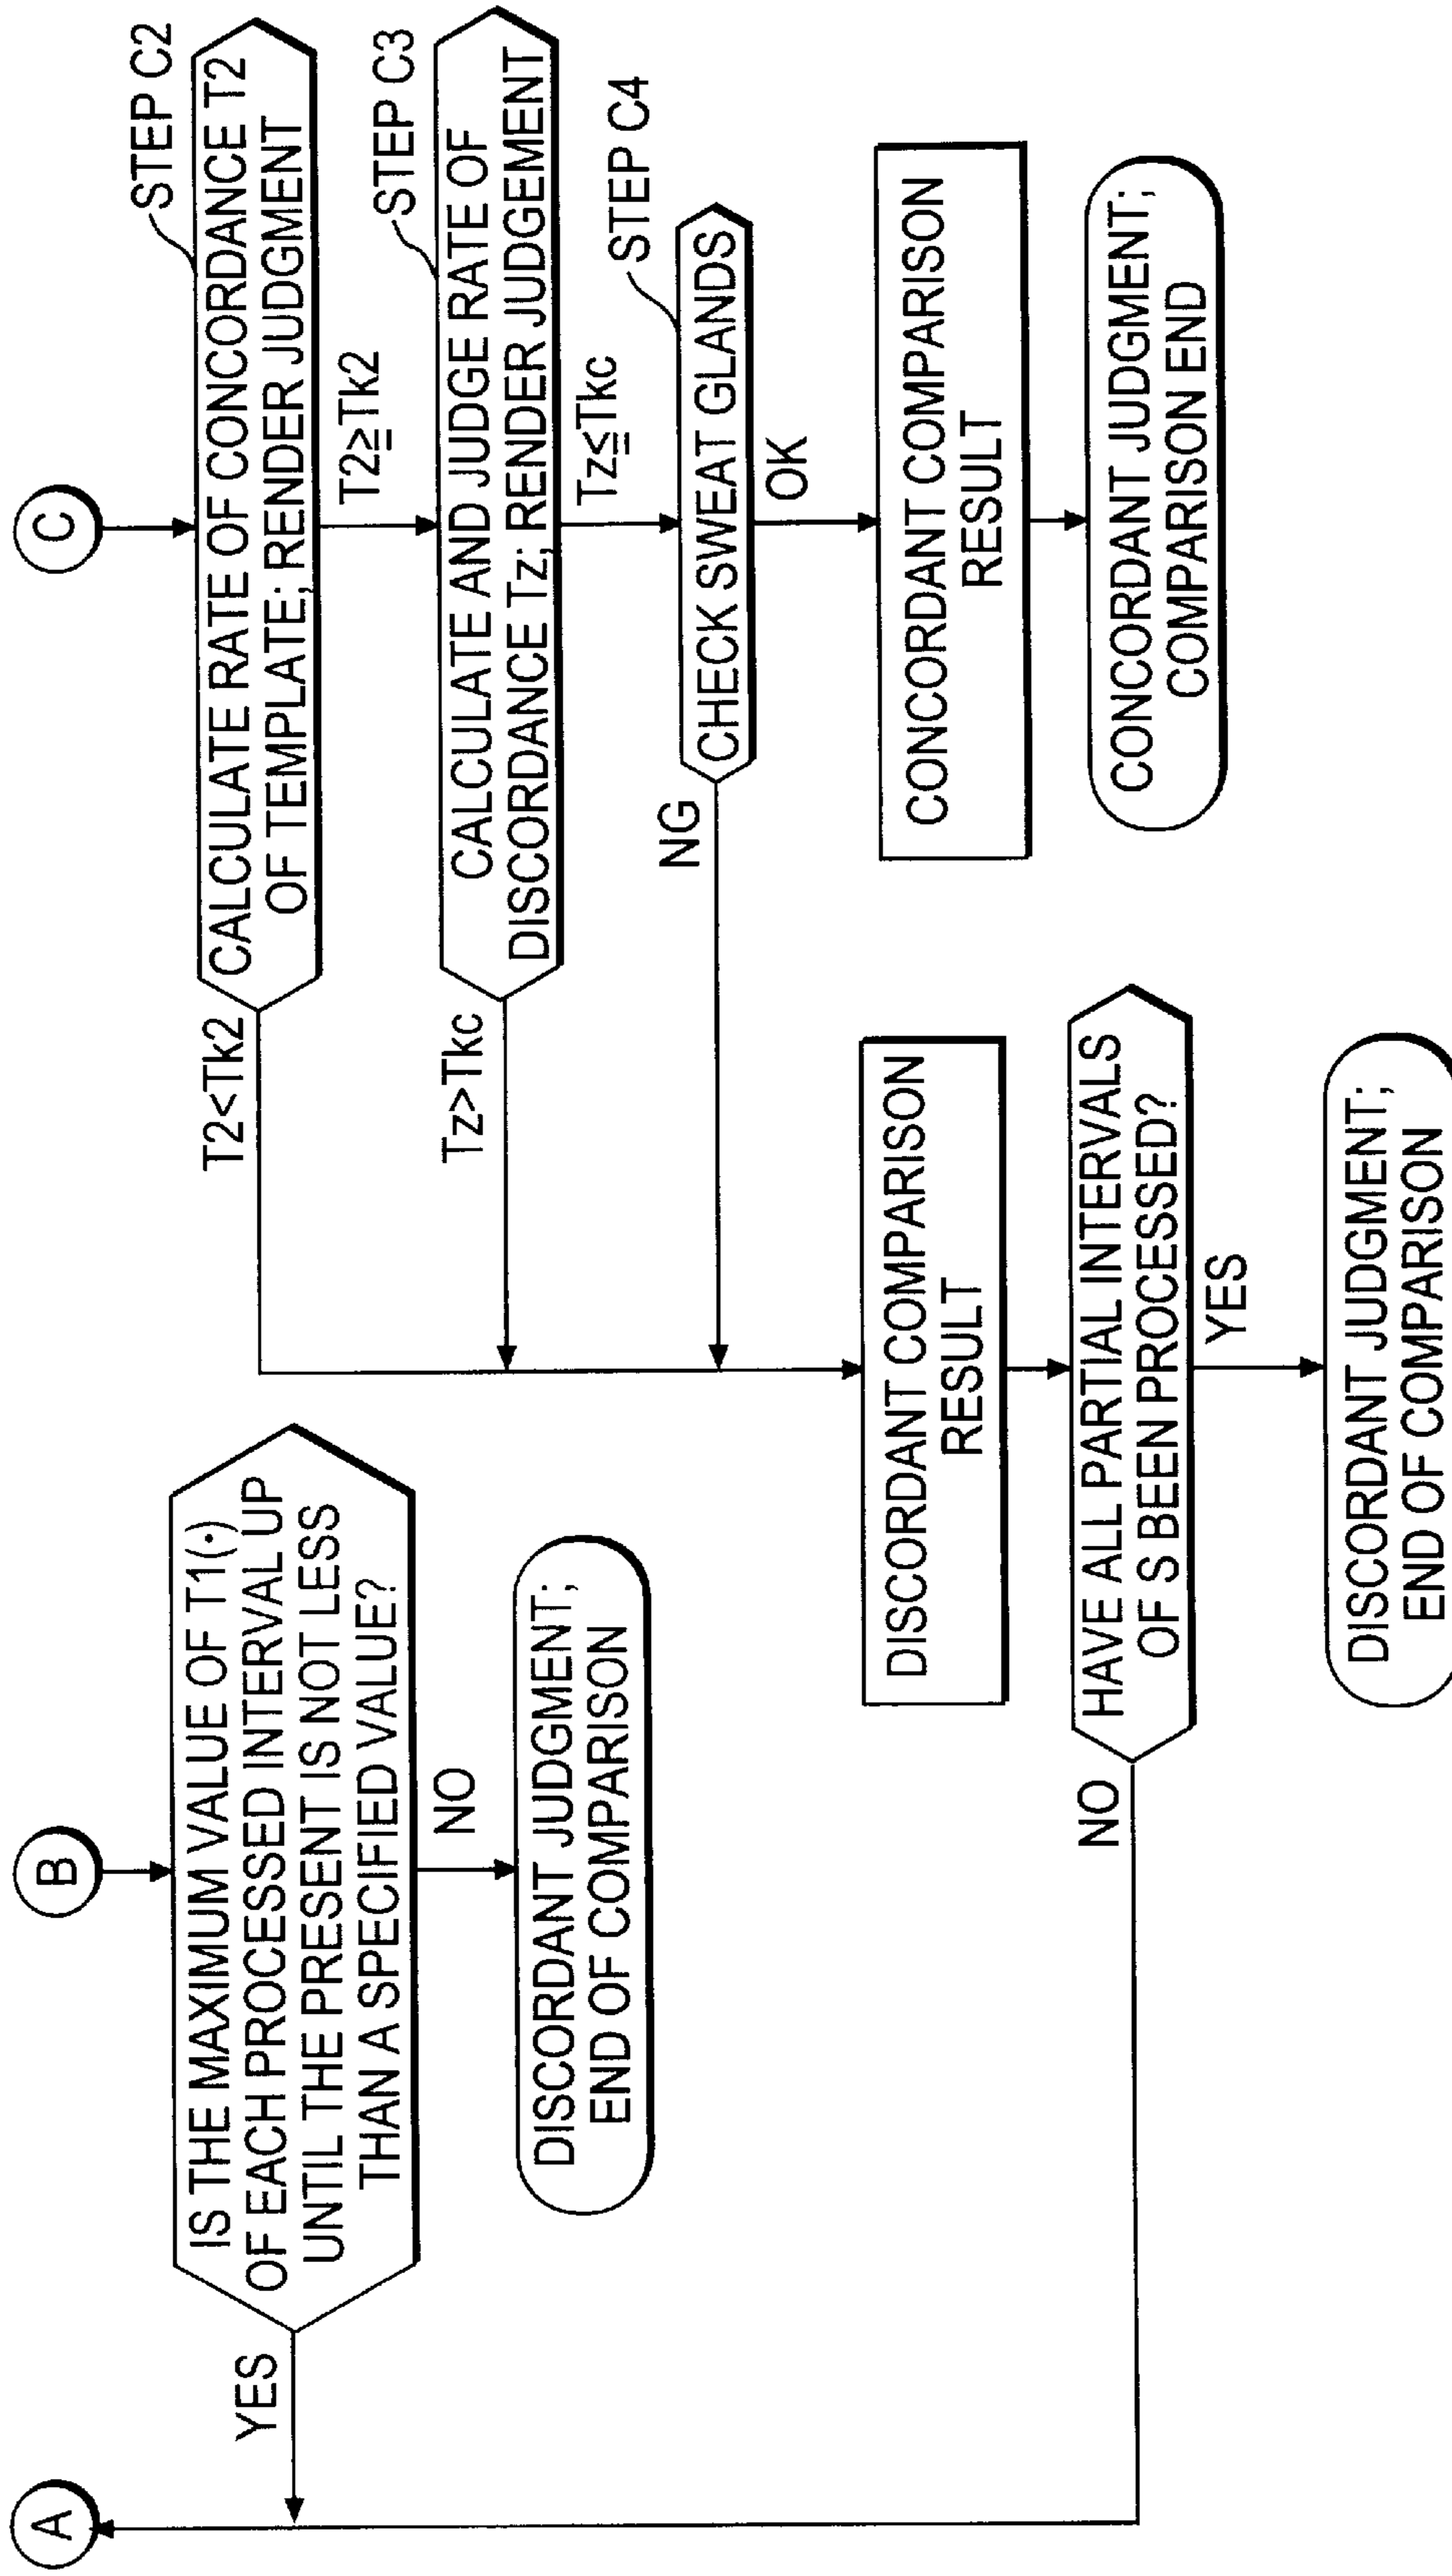 A
YES
B
IS THE MAXIMUM VALUE OF T1(·)
OF EACH PROCESSED INTERVAL UP
UNTIL THE PRESENT IS NOT LESS
THAN A SPECIFIED VALUE?
NO
DISCORDANT JUDGMENT;
END OF COMPARISON
C
STEP C2
CALCULATE RATE OF CONCORDANCE T2
OF TEMPLATE; RENDER JUDGMENT
T2<Tk2
T2≧Tk2
STEP C3
CALCULATE AND JUDGE RATE OF
DISCORDANCE Tz; RENDER JUDGEMENT
Tz>Tkc
Tz≦Tkc
STEP C4
CHECK SWEAT GLANDS
NG
OK
CONCORDANT COMPARISON
RESULT
CONCORDANT JUDGMENT;
COMPARISON END
DISCORDANT COMPARISON
RESULT
HAVE ALL PARTIAL INTERVALS
OF S BEEN PROCESSED?
NO
YES
DISCORDANT JUDGMENT;
END OF COMPARISON